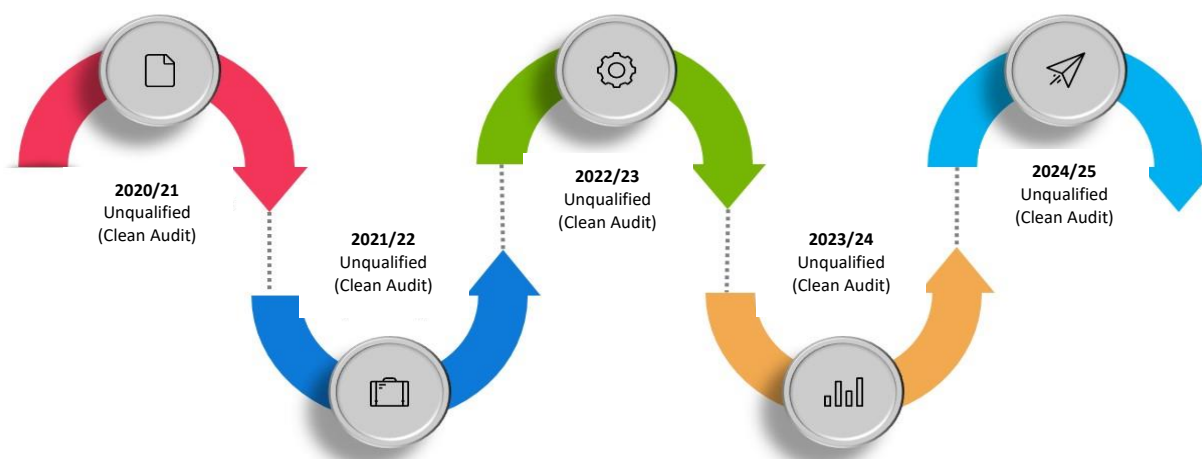 2020/21
Unqualified
(Clean Audit)
2021/22
Unqualified
(Clean Audit)
2022/23
Unqualified
(Clean Audit)
2023/24
Unqualified
(Clean Audit)
2024/25
Unqualified
(Clean Audit)